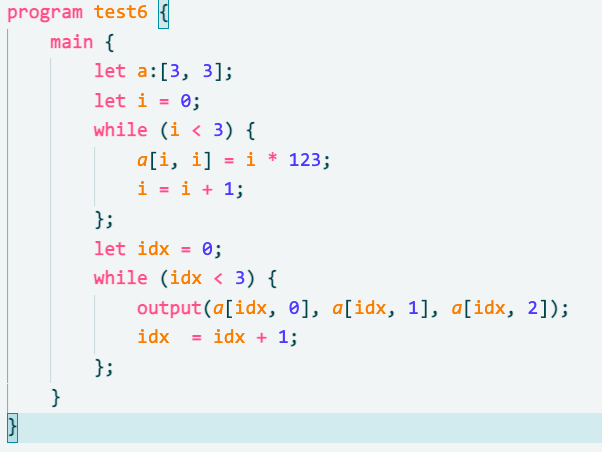 program test6 {
main {
let a:[3, 3];
let i = 0;
while (i < 3) {
a[i, i] = i * 123;
i = i + 1;
};
let idx = 0;
while (idx < 3) {
output(a[idx, 0], a[idx, 1], a[idx, 2]);
idx  = idx + 1;
};
}
}